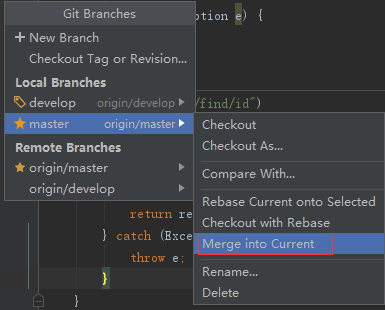 Git Branches
ption e) {
+ New Branch
Checkout Tag or Revision...
Local Branches
develop origin/develop
/find/id")
master origin/master
Checkout
Checkout As...
Remote Branches
origin/master
Compare With...
origin/develop
Rebase Current onto Selected
Checkout with Rebase
return re
} catch (Exce
Merge into Current
throw e;
Rename...
}
Delete
}